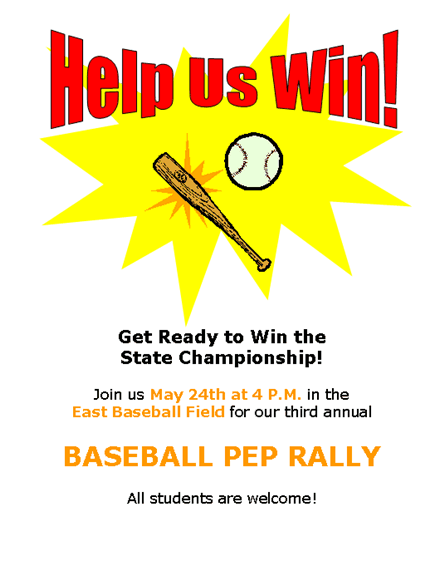 Help Us Win!
Get Ready to Win the
State Championship!
Join us May 24th at 4 P.M. in the
East Baseball Field for our third annual
BASEBALL PEP RALLY
All students are welcome!